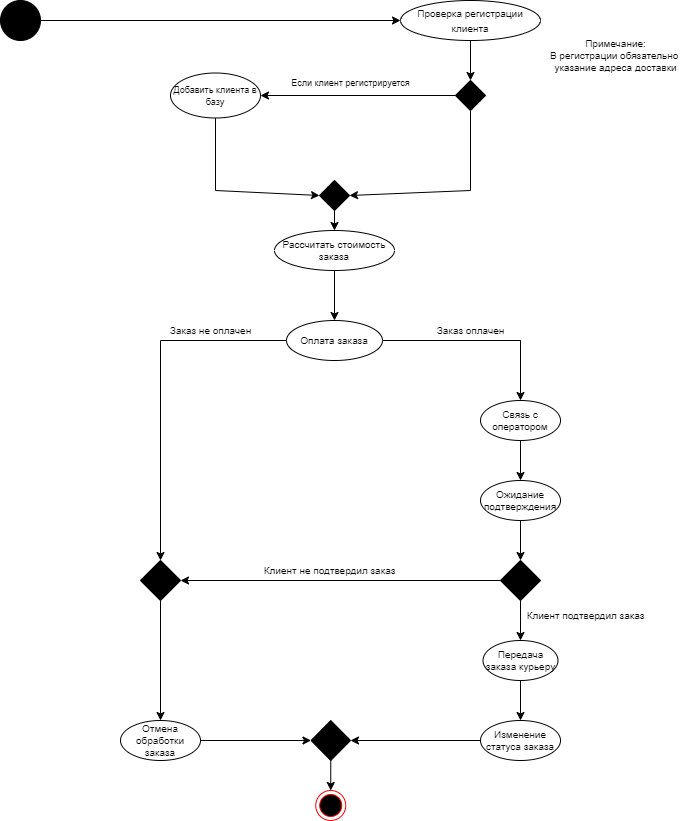 Проверка регистрации
клиента
Примечание:
В регистрации обязательно
указание адреса доставки
Если клиент регистрируется
Добавить клиента в
базу
Рассчитать стоимость
заказа
Заказ не оплачен
Оплата заказа
Заказ оплачен
Связь с
оператором
Ожидание
подтверждения
Клиент не подтвердил заказ
Клиент подтвердил заказ
Передача
заказа курьеру
Отмена
обработки
заказа
Изменение
статуса заказа